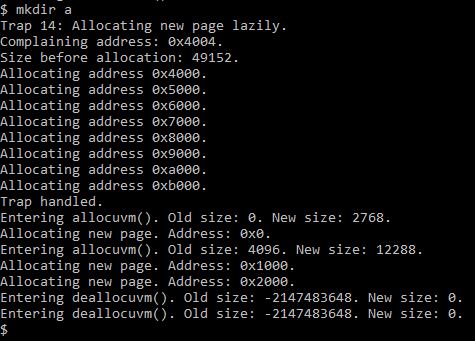 $ mkdir a
Trap 14: Allocating new page lazily.
Complaining address: 0x4004.
Size before allocation: 49152.
Allocating address 0x4000.
Allocating address 0x5000.
Allocating address 0x6000.
Allocating address 0x7000.
Allocating address 0x8000.
Allocating address 0x9000.
Allocating address 0xa000.
Allocating address 0xb000.
Trap handled.
Entering allocuvm(). Old size: 0. New size: 2768.
Allocating new page. Address: 0x0.
Entering allocuvm(). Old size: 4096. New size: 12288.
Allocating new page. Address: 0x1000.
Allocating new page. Address: 0x2000.
Entering deallocuvm(). Old size: -2147483648. New size: 0.
Entering deallocuvm(). Old size: -2147483648. New size: 0.
$